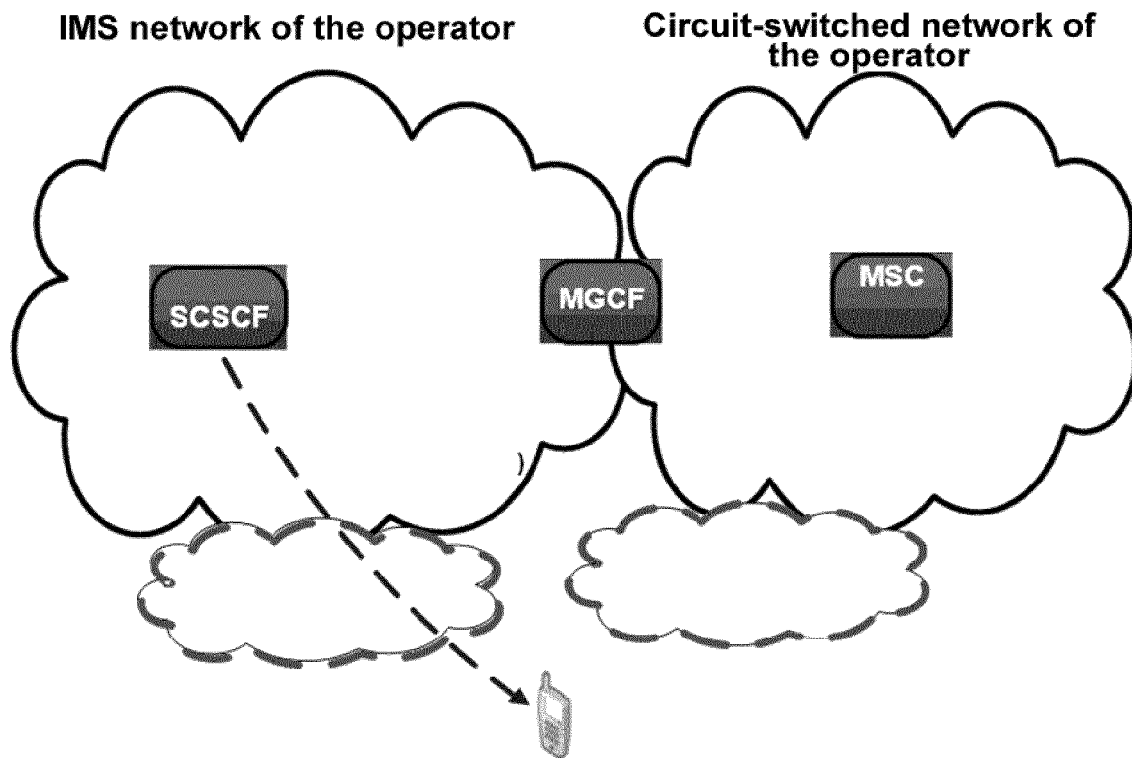 IMS network of the operator
Circuit-switched network of
the operator
SCSCF
MGCF
MSC
)